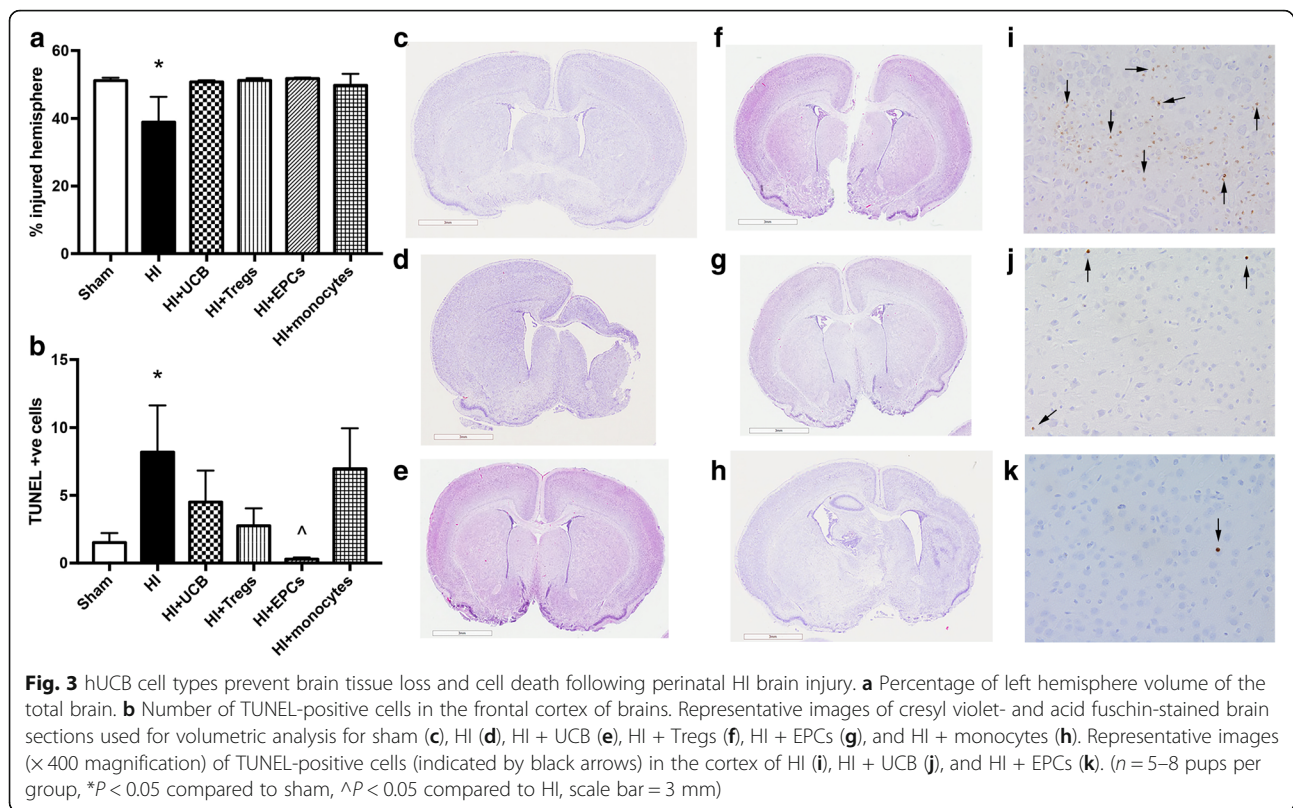 a
60
40
20
0
% injured hemisphere
*
Sham
HI
HI+UCB
HI+Tregs
HI+EPCs
HI+monocytes
b
15
10
5
0
TUNEL +ve cells
*
^
Sham
HI
HI+UCB
HI+Tregs
HI+EPCs
HI+monocytes
c
3mm
d
3mm
e
3mm
f
3mm
g
3mm
h
3mm
i
j
k
Fig. 3 hUCB cell types prevent brain tissue loss and cell death following perinatal HI brain injury. a Percentage of left hemisphere volume of the
total brain. b Number of TUNEL-positive cells in the frontal cortex of brains. Representative images of cresyl violet- and acid fuschin-stained brain
sections used for volumetric analysis for sham (c), HI (d), HI + UCB (e), HI + Tregs (f), HI + EPCs (g), and HI + monocytes (h). Representative images
(× 400 magnification) of TUNEL-positive cells (indicated by black arrows) in the cortex of HI (i), HI + UCB (j), and HI + EPCs (k). (n = 5–8 pups per
group, *P < 0.05 compared to sham, ^P < 0.05 compared to HI, scale bar = 3 mm)